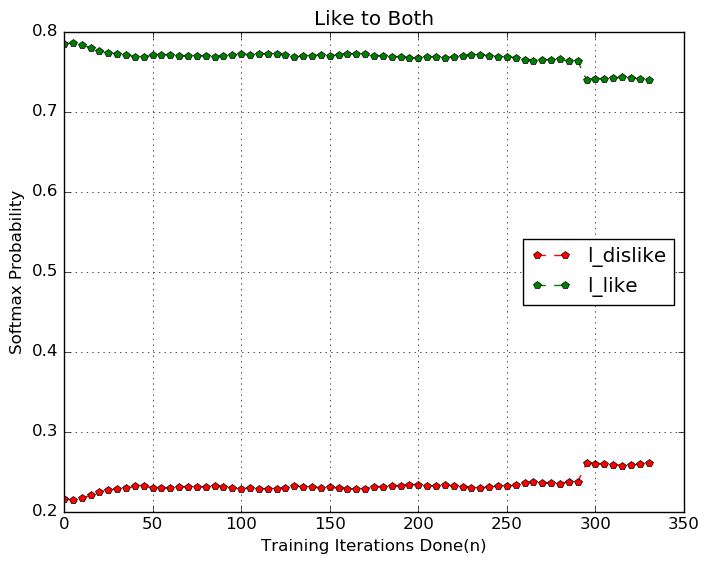 Like to Both
Softmax Probability
0.8
0.7
0.6
0.5
0.4
0.3
0.2
l_dislike
l_like
0 50 100 150 200 250 300 350
Training Iterations Done(n)